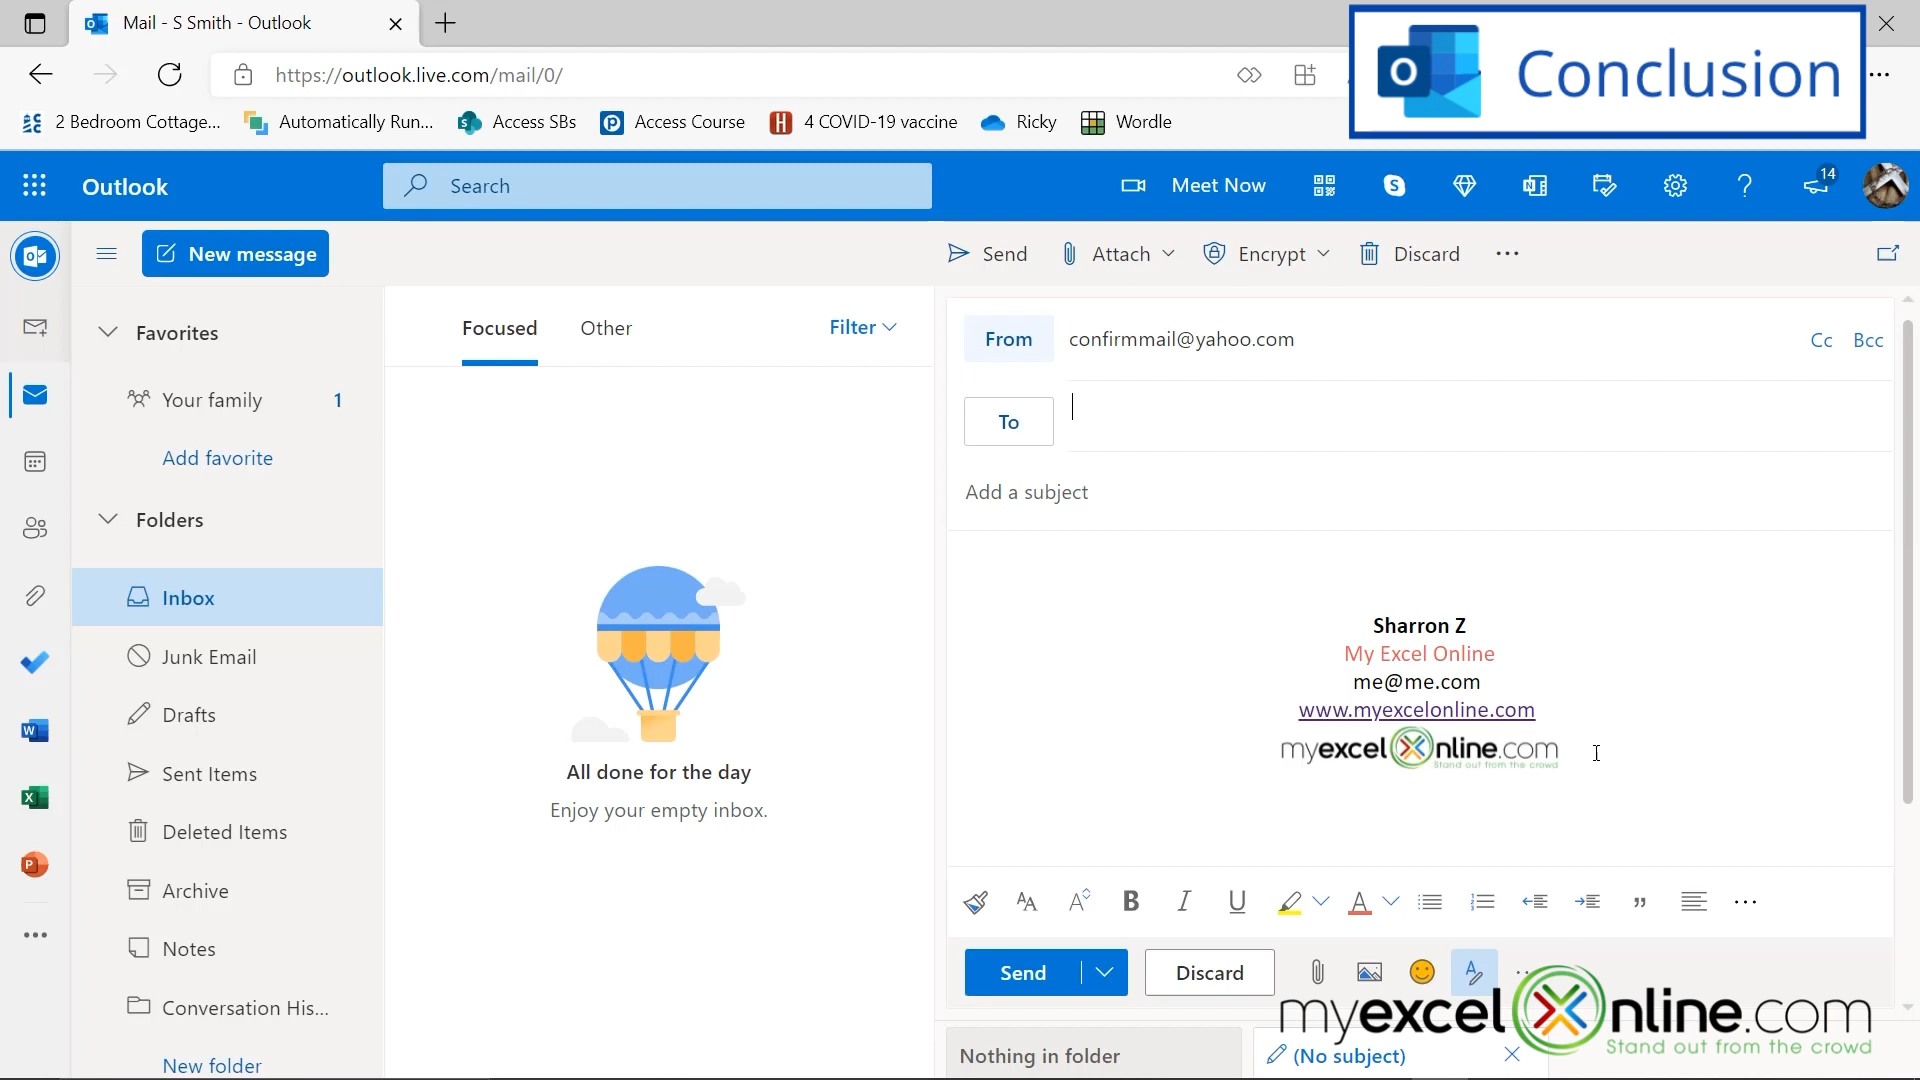 Mail - S Smith - Outlook
Conclusion
https://outlook.live.com/mail/0/
2 Bedroom Cottage...
Automatically Run...
Access SBs
Access Course
4 COVID-19 vaccine
Ricky
Wordle
Outlook
Search
Meet Now
14
New message
Send
Attach
Encrypt
Discard
Favorites
Your family 1
Add favorite
Folders
Inbox
Junk Email
Drafts
Sent Items
Deleted Items
Archive
Notes
Conversation His...
New folder
Focused
Other
Filter
All done for the day
Enjoy your empty inbox.
From
confirmmail@yahoo.com
Cc
Bcc
To
Add a subject
Sharron Z
My Excel Online
me@me.com
www.myexcelonline.com
myexcelOnline.com
Stand out from the crowd
Send
Discard
Nothing in folder
(No subject)
myexcelOnline.com
Stand out from the crowd